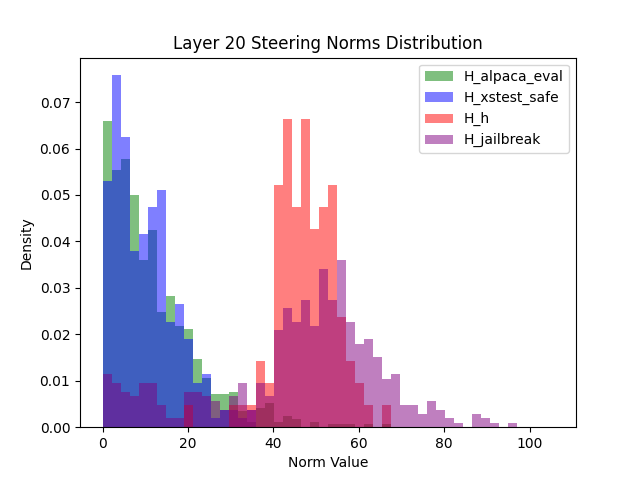 Layer 20 Steering Norms Distribution
H_alpaca_eval
H_xstest_safe
H_h
H_jailbreak
Density
0.07
0.06
0.05
0.04
0.03
0.02
0.01
0.00
0 20 40 60 80 100
Norm Value